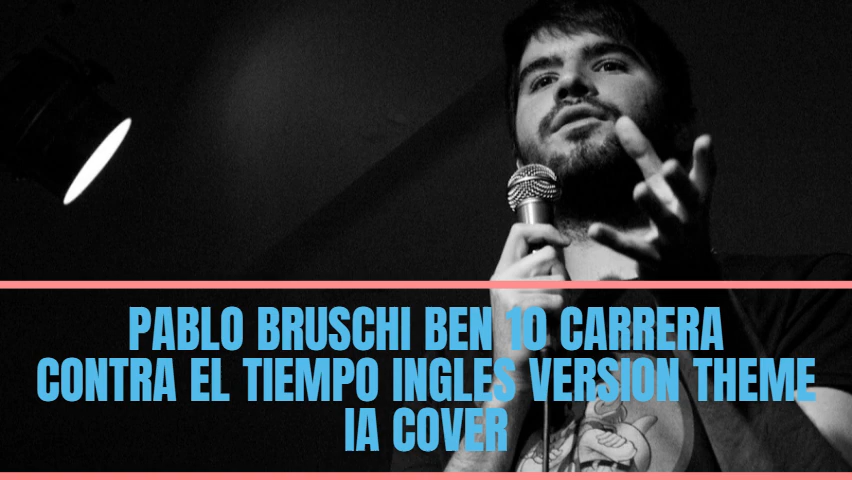 PABLO BRUSCHI BEN 10 CARRERA
CONTRA EL TIEMPO INGLES VERSION THEME
IA COVER